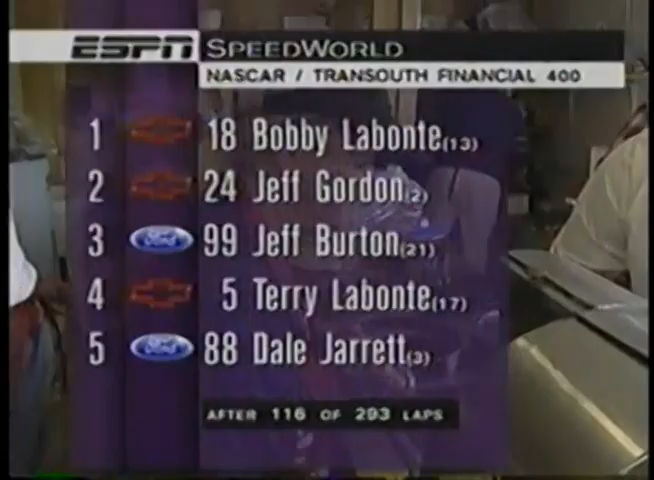 ESPN SPEEDWORLD
NASCAR / TRANSOUTH FINANCIAL 400
1 18 Bobby Labonte(13)
2 24 Jeff Gordon(2)
3 Ford 99 Jeff Burton(21)
4 5 Terry Labonte(17)
5 Ford 88 Dale Jarrett(3)
AFTER 116 OF 293 LAPS